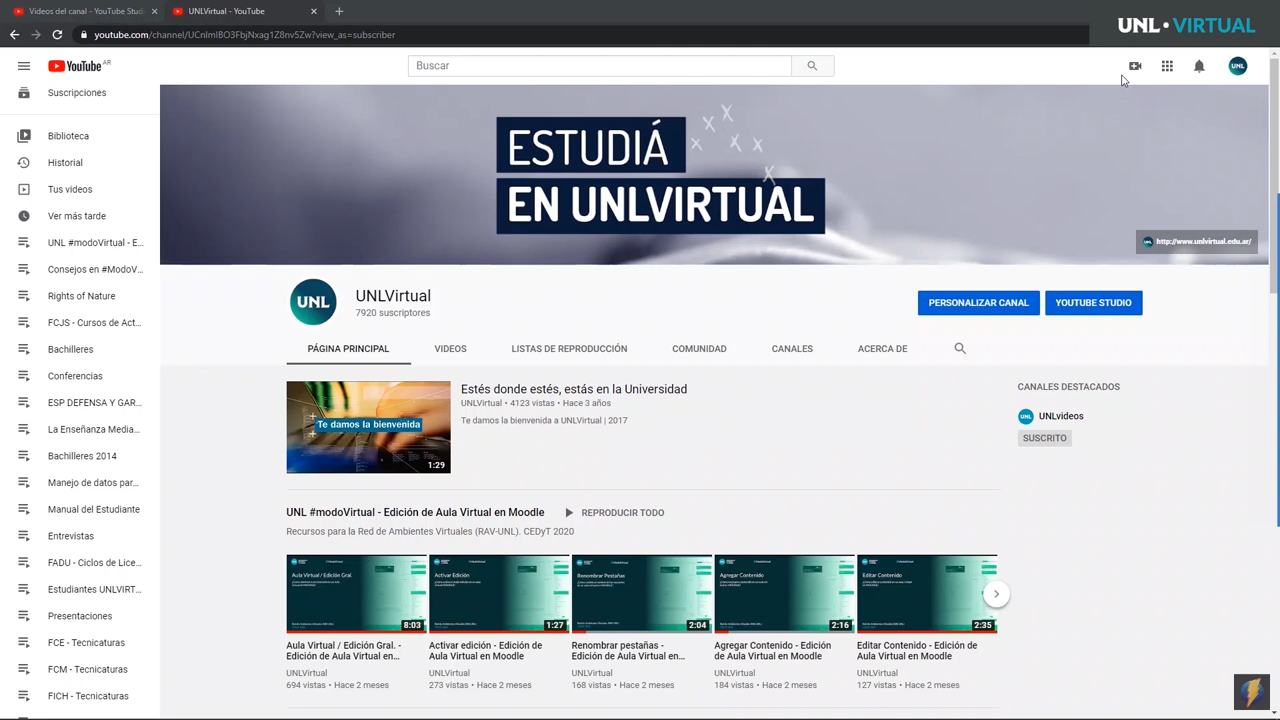 Videos del canal - YouTube Stud
UNLVirtual - YouTube
youtube.com/channel/UCnlmIBO3FbjNxag1Z8nv5Zw?view_as=subscriber
UNL•VIRTUAL
YouTube AR
Buscar
UNL
Suscripciones
Biblioteca
Historial
Tus videos
Ver más tarde
UNL #modoVirtual - E...
Consejos en #ModoV...
Rights of Nature
FCJS - Cursos de Act...
Bachilleres
Conferencias
ESP DEFENSA Y GAR...
La Enseñanza Media...
Bachilleres 2014
Manejo de datos par...
Manual del Estudiante
Entrevistas
FADU - Ciclos de Lice...
Estudiantes UNLVIRT...
Presentaciones
FCE - Tecnicaturas
FCM - Tecnicaturas
FICH - Tecnicaturas
ESTUDIÁ
EN UNLVIRTUAL
http://www.unlvirtual.edu.ar/
UNL
UNLVirtual
7920 suscriptores
PERSONALIZAR CANAL
YOUTUBE STUDIO
PÁGINA PRINCIPAL
VIDEOS
LISTAS DE REPRODUCCIÓN
COMUNIDAD
CANALES
ACERCA DE
Te damos la bienvenida
1:29
Estés donde estés, estás en la Universidad
UNLVirtual • 4123 vistas • Hace 3 años
Te damos la bienvenida a UNLVirtual | 2017
CANALES DESTACADOS
UNL
UNLvideos
SUSCRITO
UNL #modoVirtual - Edición de Aula Virtual en Moodle
REPRODUCIR TODO
Recursos para la Red de Ambientes Virtuales (RAV-UNL). CEDyT 2020
Aula Virtual / Edición Gral.
8:03
Activar Edición
1:27
Renombrar Pestañas
2:04
Agregar Contenido
2:16
Editar Contenido
2:35
Aula Virtual / Edición Gral. -
Edición de Aula Virtual en...
UNLVirtual
694 vistas • Hace 2 meses
Activar edición - Edición de
Aula Virtual en Moodle
UNLVirtual
273 vistas • Hace 2 meses
Renombrar pestañas -
Edición de Aula Virtual en...
UNLVirtual
168 vistas • Hace 2 meses
Agregar Contenido - Edición
de Aula Virtual en Moodle
UNLVirtual
184 vistas • Hace 2 meses
Editar Contenido - Edición de
Aula Virtual en Moodle
UNLVirtual
127 vistas • Hace 2 meses